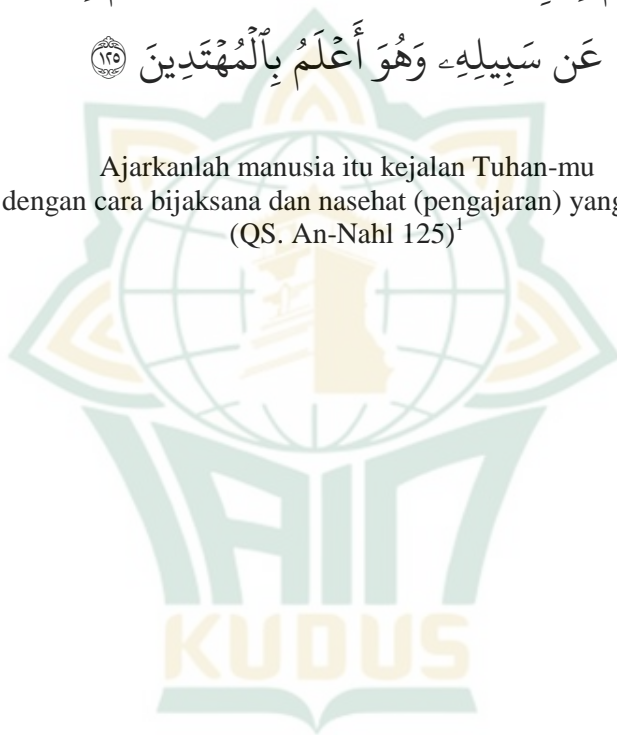 عَن سَبِيلِهِۦ وَهُوَ أَعۡلَمُ بِٱلۡمُهۡتَدِينَ ۝١٢٥
Ajarkanlah manusia itu kejalan Tuhan-mu
dengan cara bijaksana dan nasehat (pengajaran) yang
(QS. An-Nahl 125)¹
IAIN
KUDUS